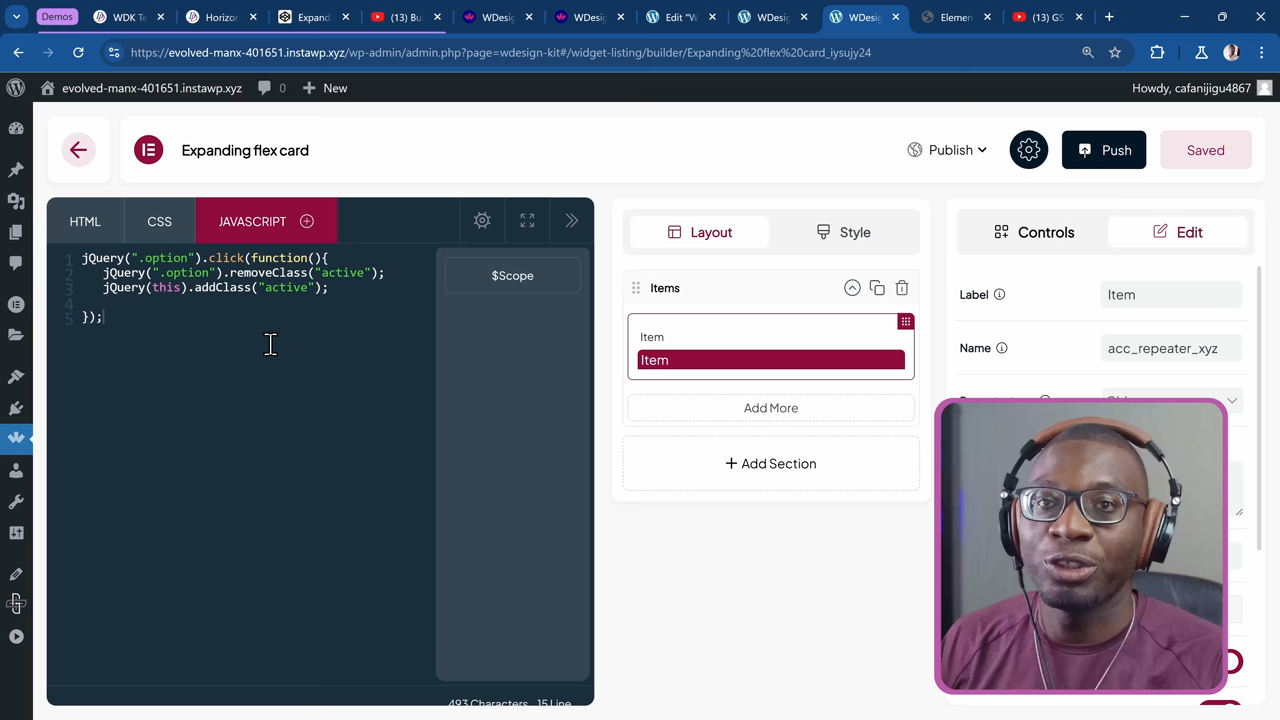 Demos
WDK Te
Horizor
Expand
(13) Bui
WDesig
WDesig
Edit "W
WDesig
WDesig
Elemen
(13) GS
https://evolved-manx-401651.instawp.xyz/wp-admin/admin.php?page=wdesign-kit#/widget-listing/builder/Expanding%20flex%20card_iysujy24
evolved-manx-401651.instawp.xyz
0
New
Howdy, cafanijigu4867
Expanding flex card
Publish
Push
Saved
HTML
CSS
JAVASCRIPT
1 jQuery(".option").click(function(){
2 jQuery(".option").removeClass("active");
3 jQuery(this).addClass("active");
4
5 });
$Scope
493 Characters, 15 Line
Layout
Style
Items
Item
Item
Add More
+ Add Section
Controls
Edit
Label
Item
Name
acc_repeater_xyz